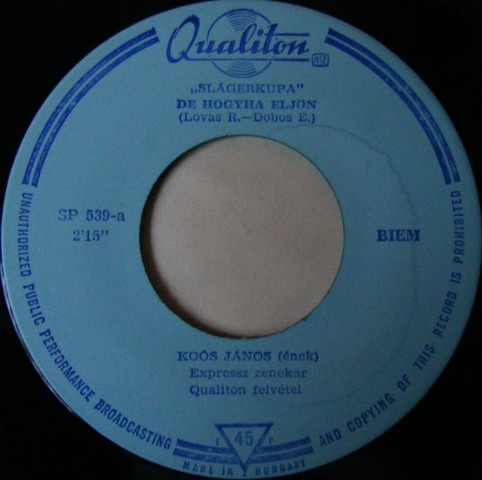 Qualiton
„SLÁGERKUPA"
DE HOGYHA ELJÖN
(Lovas R.—Dobos E.)
SP 539-a
2'15"
BIEM
KOÓS JÁNOS (ének)
Expressz zenekar
Qualiton felvétel
UNAUTHORIZED PUBLIC PERFORMANCE BROADCASTING AND COPYING OF THIS RECORD IS PROHIBITED
45
MADE IN HUNGARY